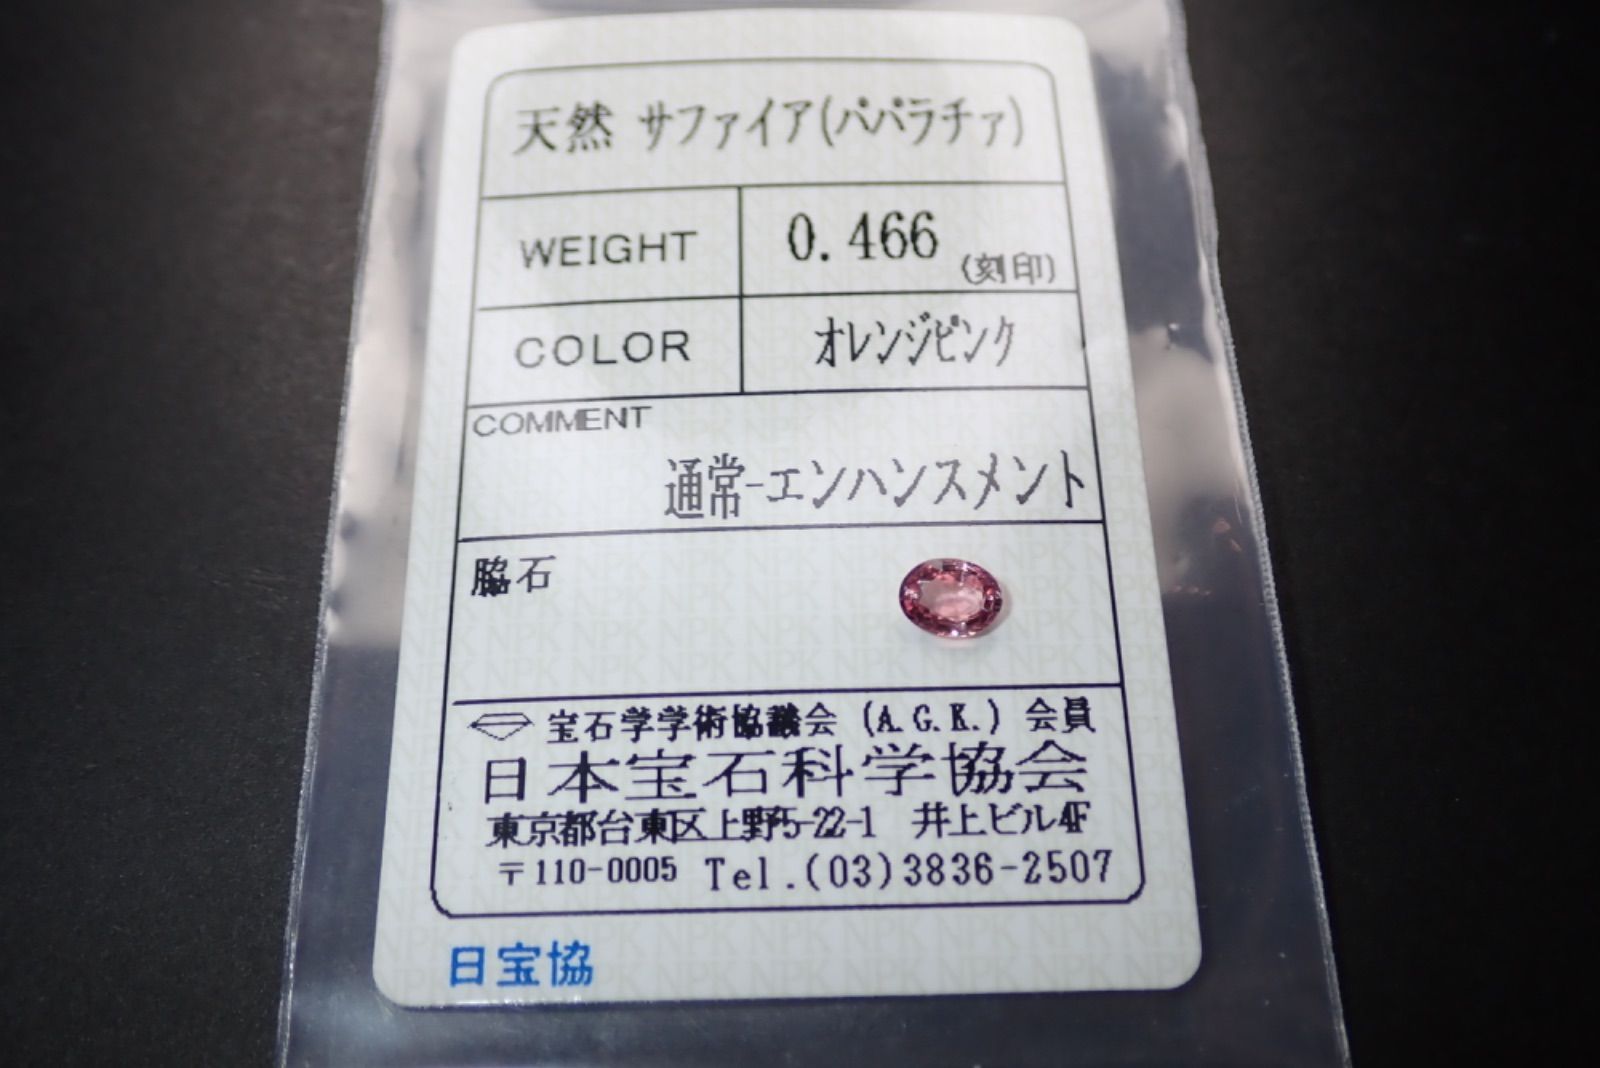 天然 サファイア(パパラチァ)
WEIGHT 0.466 (刻印)
COLOR オレンジピンク
COMMENT
通常-エンハンスメント
脇石
宝石学学術協議会 (A.G.K.) 会員
日本宝石科学協会
東京都台東区上野5-22-1 井上ビル4F
〒110-0005 Tel.(03)3836-2507
日宝協